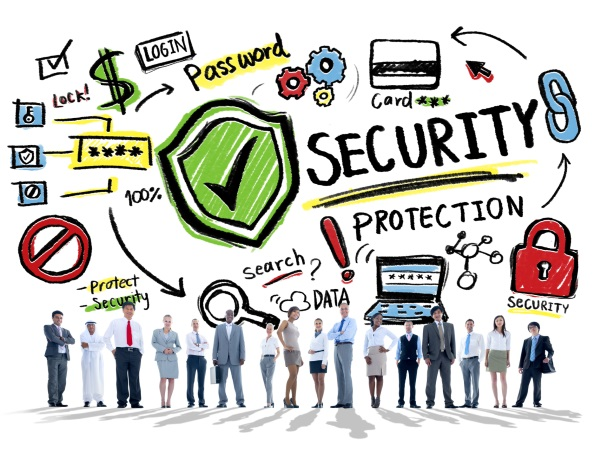 LOGIN
Password
Lock!
Card ***
****
SECURITY
100%
PROTECTION
Search ?
****
- Protect
- Security
DATA
SECURITY